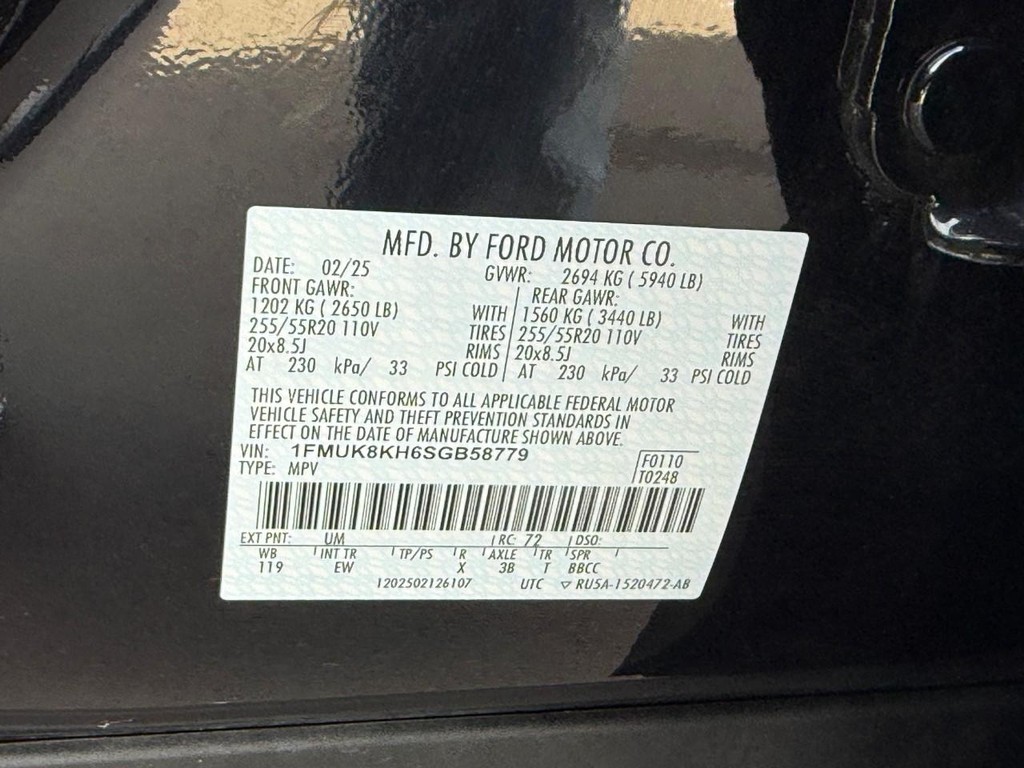 MFD. BY FORD MOTOR CO.
DATE: 02/25 GVWR: 2694 KG ( 5940 LB)
FRONT GAWR: REAR GAWR:
1202 KG ( 2650 LB) WITH 1560 KG ( 3440 LB) WITH
255/55R20 110V TIRES 255/55R20 110V TIRES
20x8.5J RIMS 20x8.5J RIMS
AT 230 kPa/ 33 PSI COLD AT 230 kPa/ 33 PSI COLD
THIS VEHICLE CONFORMS TO ALL APPLICABLE FEDERAL MOTOR
VEHICLE SAFETY AND THEFT PREVENTION STANDARDS IN
EFFECT ON THE DATE OF MANUFACTURE SHOWN ABOVE.
VIN: 1FMUK8KH6SGB58779 F0110
TYPE: MPV T0248
EXT PNT: UM RC: 72 DSO:
WB INT TR TP/PS R AXLE TR SPR
119 EW X 3B T BBCC
1202502126107 UTC ▽ RU5A-1520472-AB